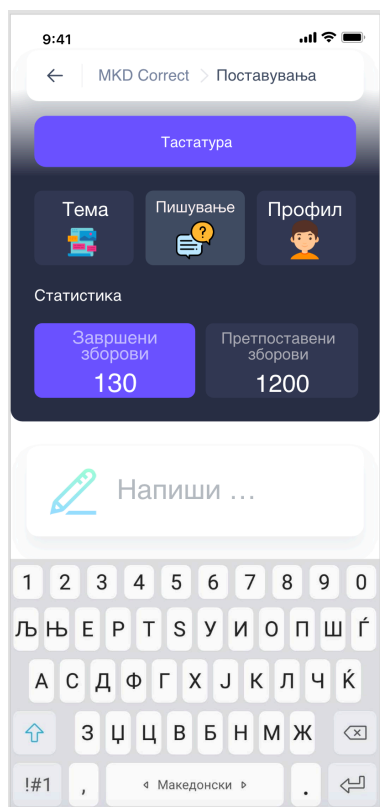 9:41
MKD Correct > Поставувања
Тастатура
Тема Пишување Профил
?
Статистика
Завршени
зборови
130
Претпоставени
зборови
1200
Напиши ...
1 2 3 4 5 6 7 8 9 0
Љ Њ Е Р Т Ѕ У И О П Ш Ѓ
А С Д Ф Г Х Ј К Л Ч Ќ
З Џ Ц В Б Н М Ж
!#1 , Македонски .